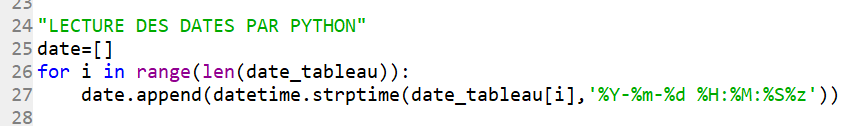 23
24 "LECTURE DES DATES PAR PYTHON"
25 date=[]
26 for i in range(len(date_tableau)):
27     date.append(datetime.strptime(date_tableau[i],'%Y-%m-%d %H:%M:%S%z'))
28